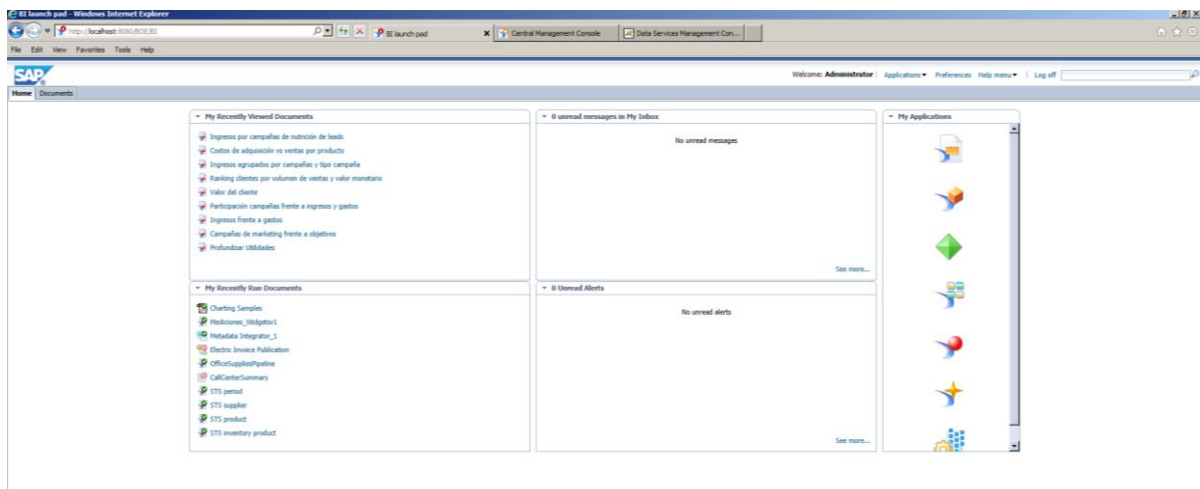 BI launch pad - Windows Internet Explorer
http://localhost:8080/BOE/BI
BI launch pad
Central Management Console
Data Services Management Con...
File Edit View Favorites Tools Help
SAP
Welcome: Administrator | Applications Preferences Help menu | Log off
Home Documents
My Recently Viewed Documents
Ingresos por campañas de nutrición de leads
Costos de adquisición vs ventas por producto
Ingresos agrupados por campañas y tipo campaña
Ranking clientes por volumen de ventas y valor monetario
Valor del cliente
Participación campañas frente a ingresos y gastos
Ingresos frente a gastos
Campañas de marketing frente a objetivos
Profundizar Utilidades
0 unread messages in My Inbox
No unread messages
See more...
My Applications
My Recently Run Documents
Charting Samples
Mediciones_Widgetsv1
Metadata Integrator_1
Electric Invoice Publication
OfficeSuppliesPipeline
CallCenterSummary
STS period
STS supplier
STS product
STS inventory product
0 Unread Alerts
No unread alerts
See more...